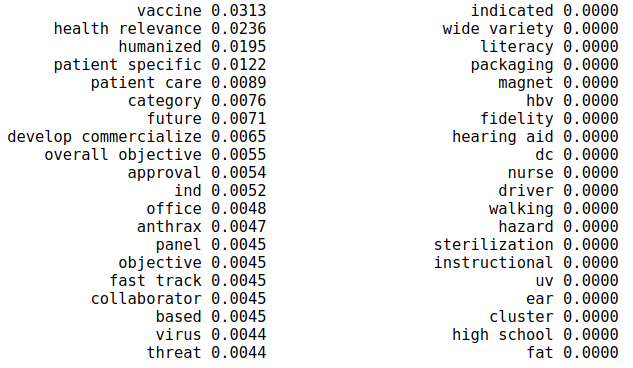 vaccine 0.0313 indicated 0.0000
health relevance 0.0236 wide variety 0.0000
humanized 0.0195 literacy 0.0000
patient specific 0.0122 packaging 0.0000
patient care 0.0089 magnet 0.0000
category 0.0076 hbv 0.0000
future 0.0071 fidelity 0.0000
develop commercialize 0.0065 hearing aid 0.0000
overall objective 0.0055 dc 0.0000
approval 0.0054 nurse 0.0000
ind 0.0052 driver 0.0000
office 0.0048 walking 0.0000
anthrax 0.0047 hazard 0.0000
panel 0.0045 sterilization 0.0000
objective 0.0045 instructional 0.0000
fast track 0.0045 uv 0.0000
collaborator 0.0045 ear 0.0000
based 0.0045 cluster 0.0000
virus 0.0044 high school 0.0000
threat 0.0044 fat 0.0000